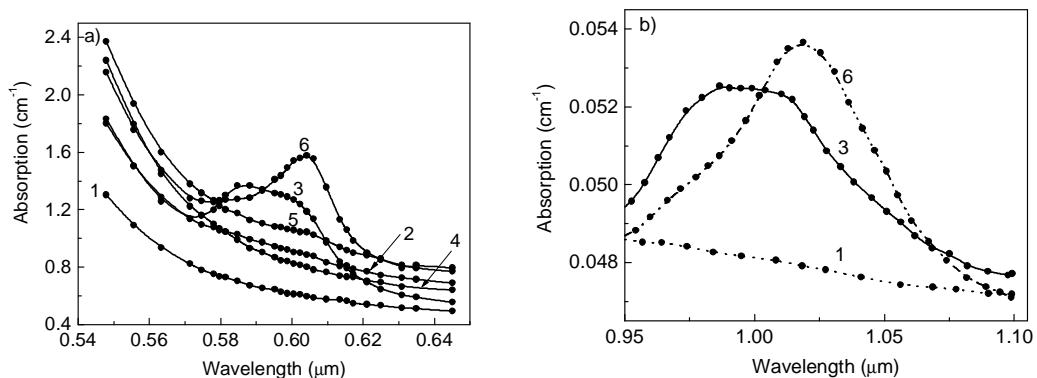 a)
Absorption (cm⁻¹)
2.4
2.0
1.6
1.2
0.8
0.4
1
6
3
5
2
4
0.54 0.56 0.58 0.60 0.62 0.64
Wavelength (μm)
b)
Absorption (cm⁻¹)
0.054
0.052
0.050
0.048
6
3
1
0.95 1.00 1.05 1.10
Wavelength (μm)